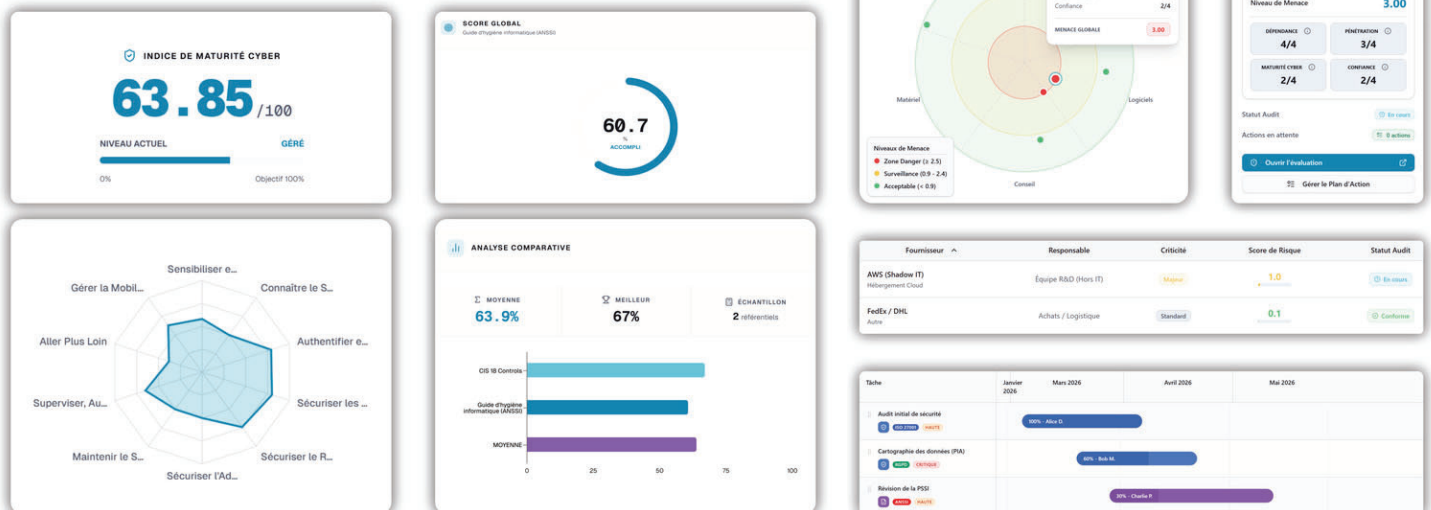 INDICE DE MATURITÉ CYBER
63.85/100
NIVEAU ACTUEL GÉRÉ
0% Objectif 100%
SCORE GLOBAL
Guide d'hygiène informatique (ANSSI)
60.7
%
ACCOMPLI
Sensibiliser e...
Connaître le S...
Authentifier e...
Sécuriser les ...
Sécuriser le R...
Sécuriser l'Ad...
Maintenir le S...
Superviser, Au...
Aller Plus Loin
Gérer la Mobil...
ANALYSE COMPARATIVE
Σ MOYENNE
63.9%
MEILLEUR
67%
ÉCHANTILLON
2 référentiels
CIS 18 Controls
Guide d'hygiène
informatique (ANSSI)
MOYENNE
0 25 50 75 100
Confiance 2/4
MENACE GLOBALE 3.00
Matériel
Logiciels
Conseil
Niveaux de Menace
Zone Danger (≥ 2.5)
Surveillance (0.9 - 2.4)
Acceptable (< 0.9)
Niveau de Menace 3.00
DÉPENDANCE
4/4
PÉNÉTRATION
3/4
MATURITÉ CYBER
2/4
CONFIANCE
2/4
Statut Audit En cours
Actions en attente 0 actions
Ouvrir l'évaluation
Gérer le Plan d'Action
Fournisseur Responsable Criticité Score de Risque Statut Audit
AWS (Shadow IT)
Hébergement Cloud
Équipe R&D (Hors IT) Majeur 1.0 En cours
FedEx / DHL
Autre
Achats / Logistique Standard 0.1 Conforme
Tâche
Janvier
2026
Mars 2026 Avril 2026 Mai 2026
Audit initial de sécurité
ISO 27001 HAUTE
100% - Alice D.
Cartographie des données (PIA)
RGPD CRITIQUE
60% - Bob M.
Révision de la PSSI
ANSSI HAUTE
30% - Charlie P.